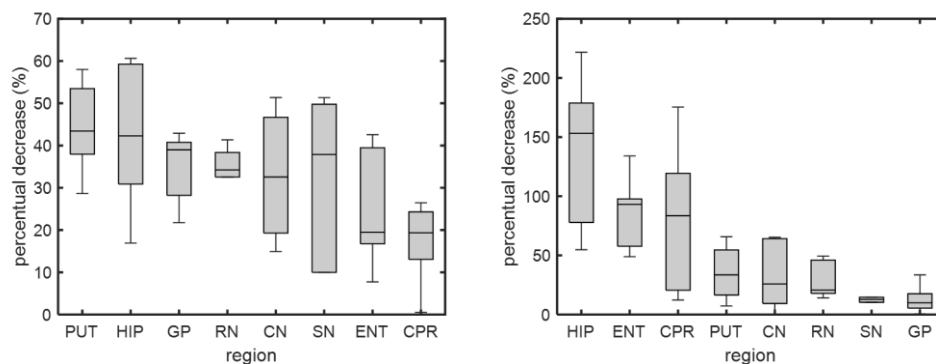 percentual decrease (%)
70
60
50
40
30
20
10
0
PUT HIP GP RN CN SN ENT CPR
region
percentual decrease (%)
250
200
150
100
50
0
HIP ENT CPR PUT CN RN SN GP
region